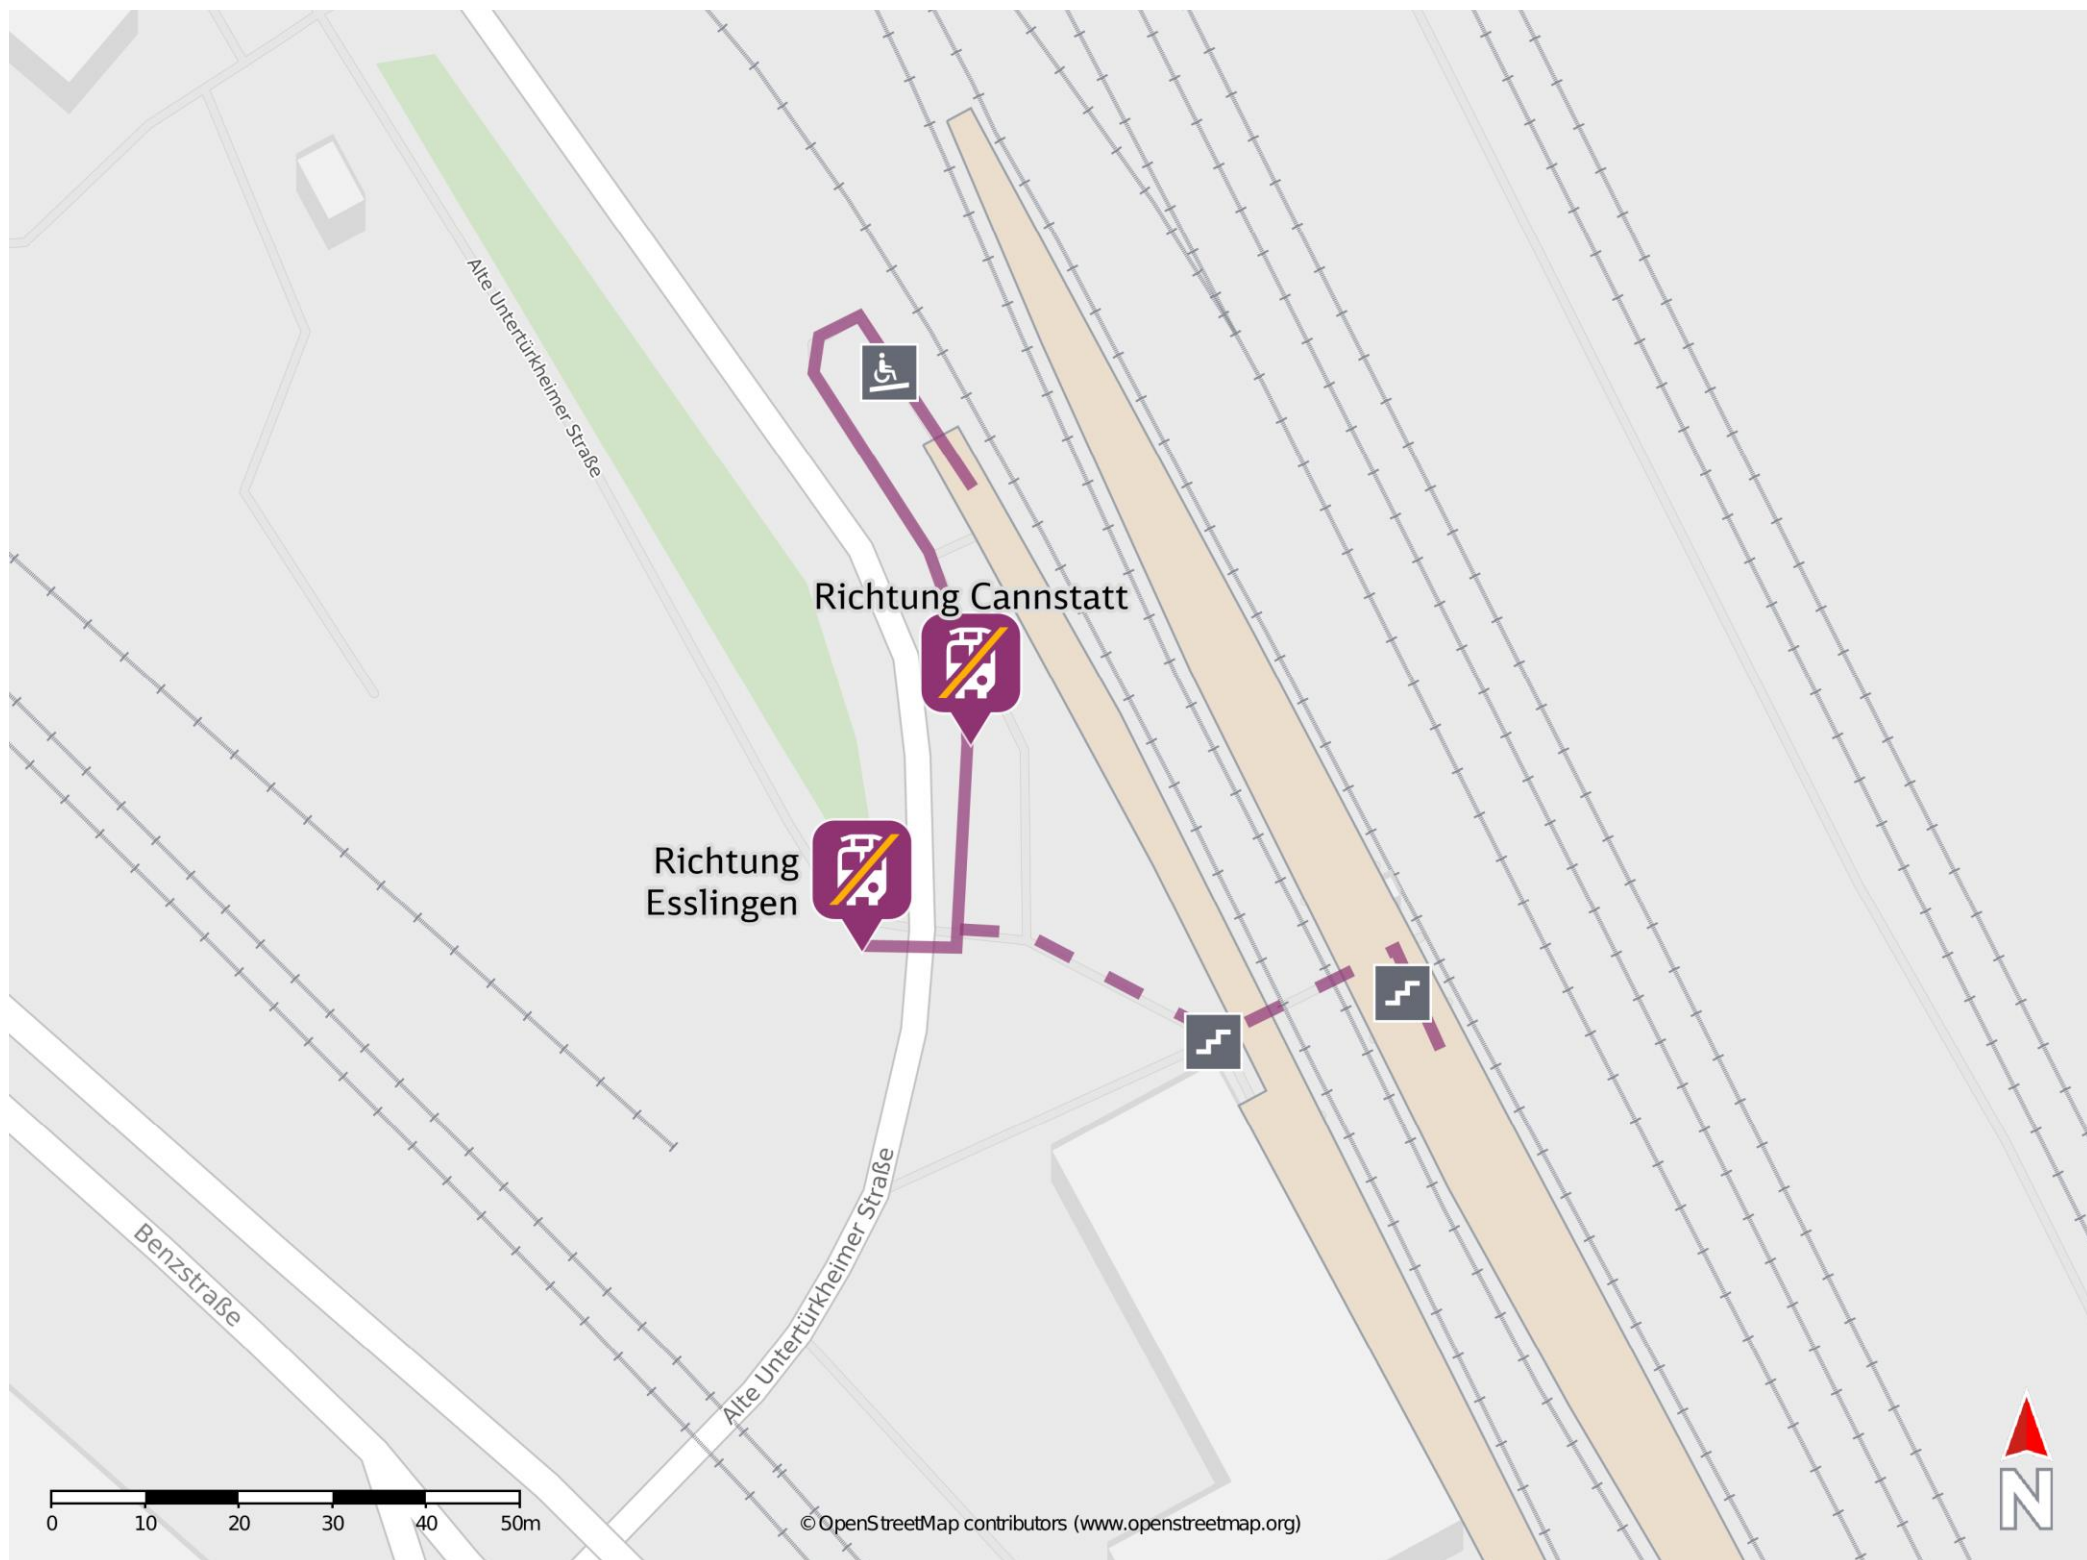 Alte Untertürkheimer Straße
Richtung Cannstatt
Richtung
Esslingen
Alte Untertürkheimer Straße
Benzstraße
0 10 20 30 40 50m
© OpenStreetMap contributors (www.openstreetmap.org)
N